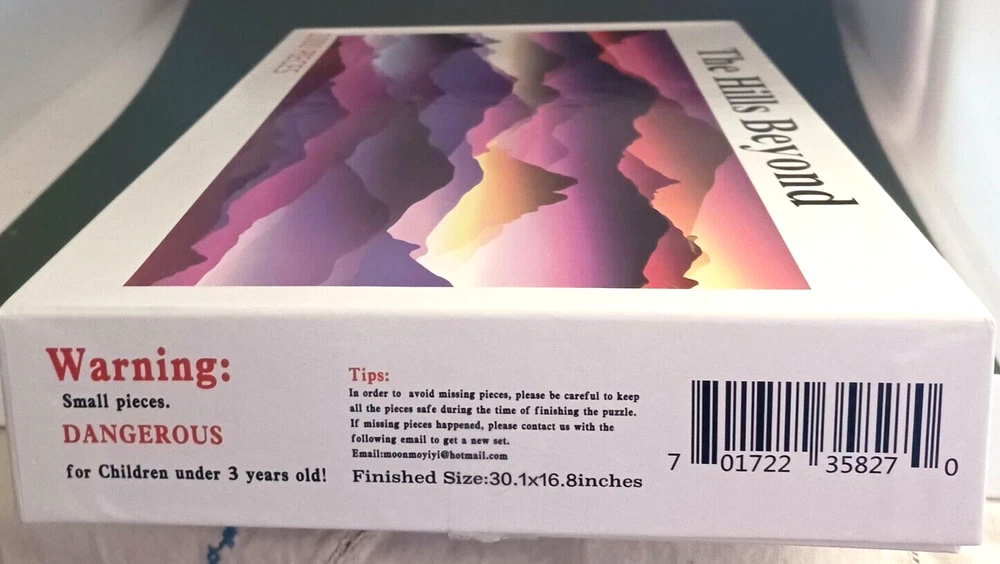 PIECES
The Hills Beyond
Warning:
Small pieces.
DANGEROUS
for Children under 3 years old!
Tips:
In order to avoid missing pieces, please be careful to keep
all the pieces safe during the time of finishing the puzzle.
If missing pieces happened, please contact us with the
following email to get a new set.
Email:moonmoyiyi@hotmail.com
Finished Size:30.1x16.8inches
7 01722 35827 0